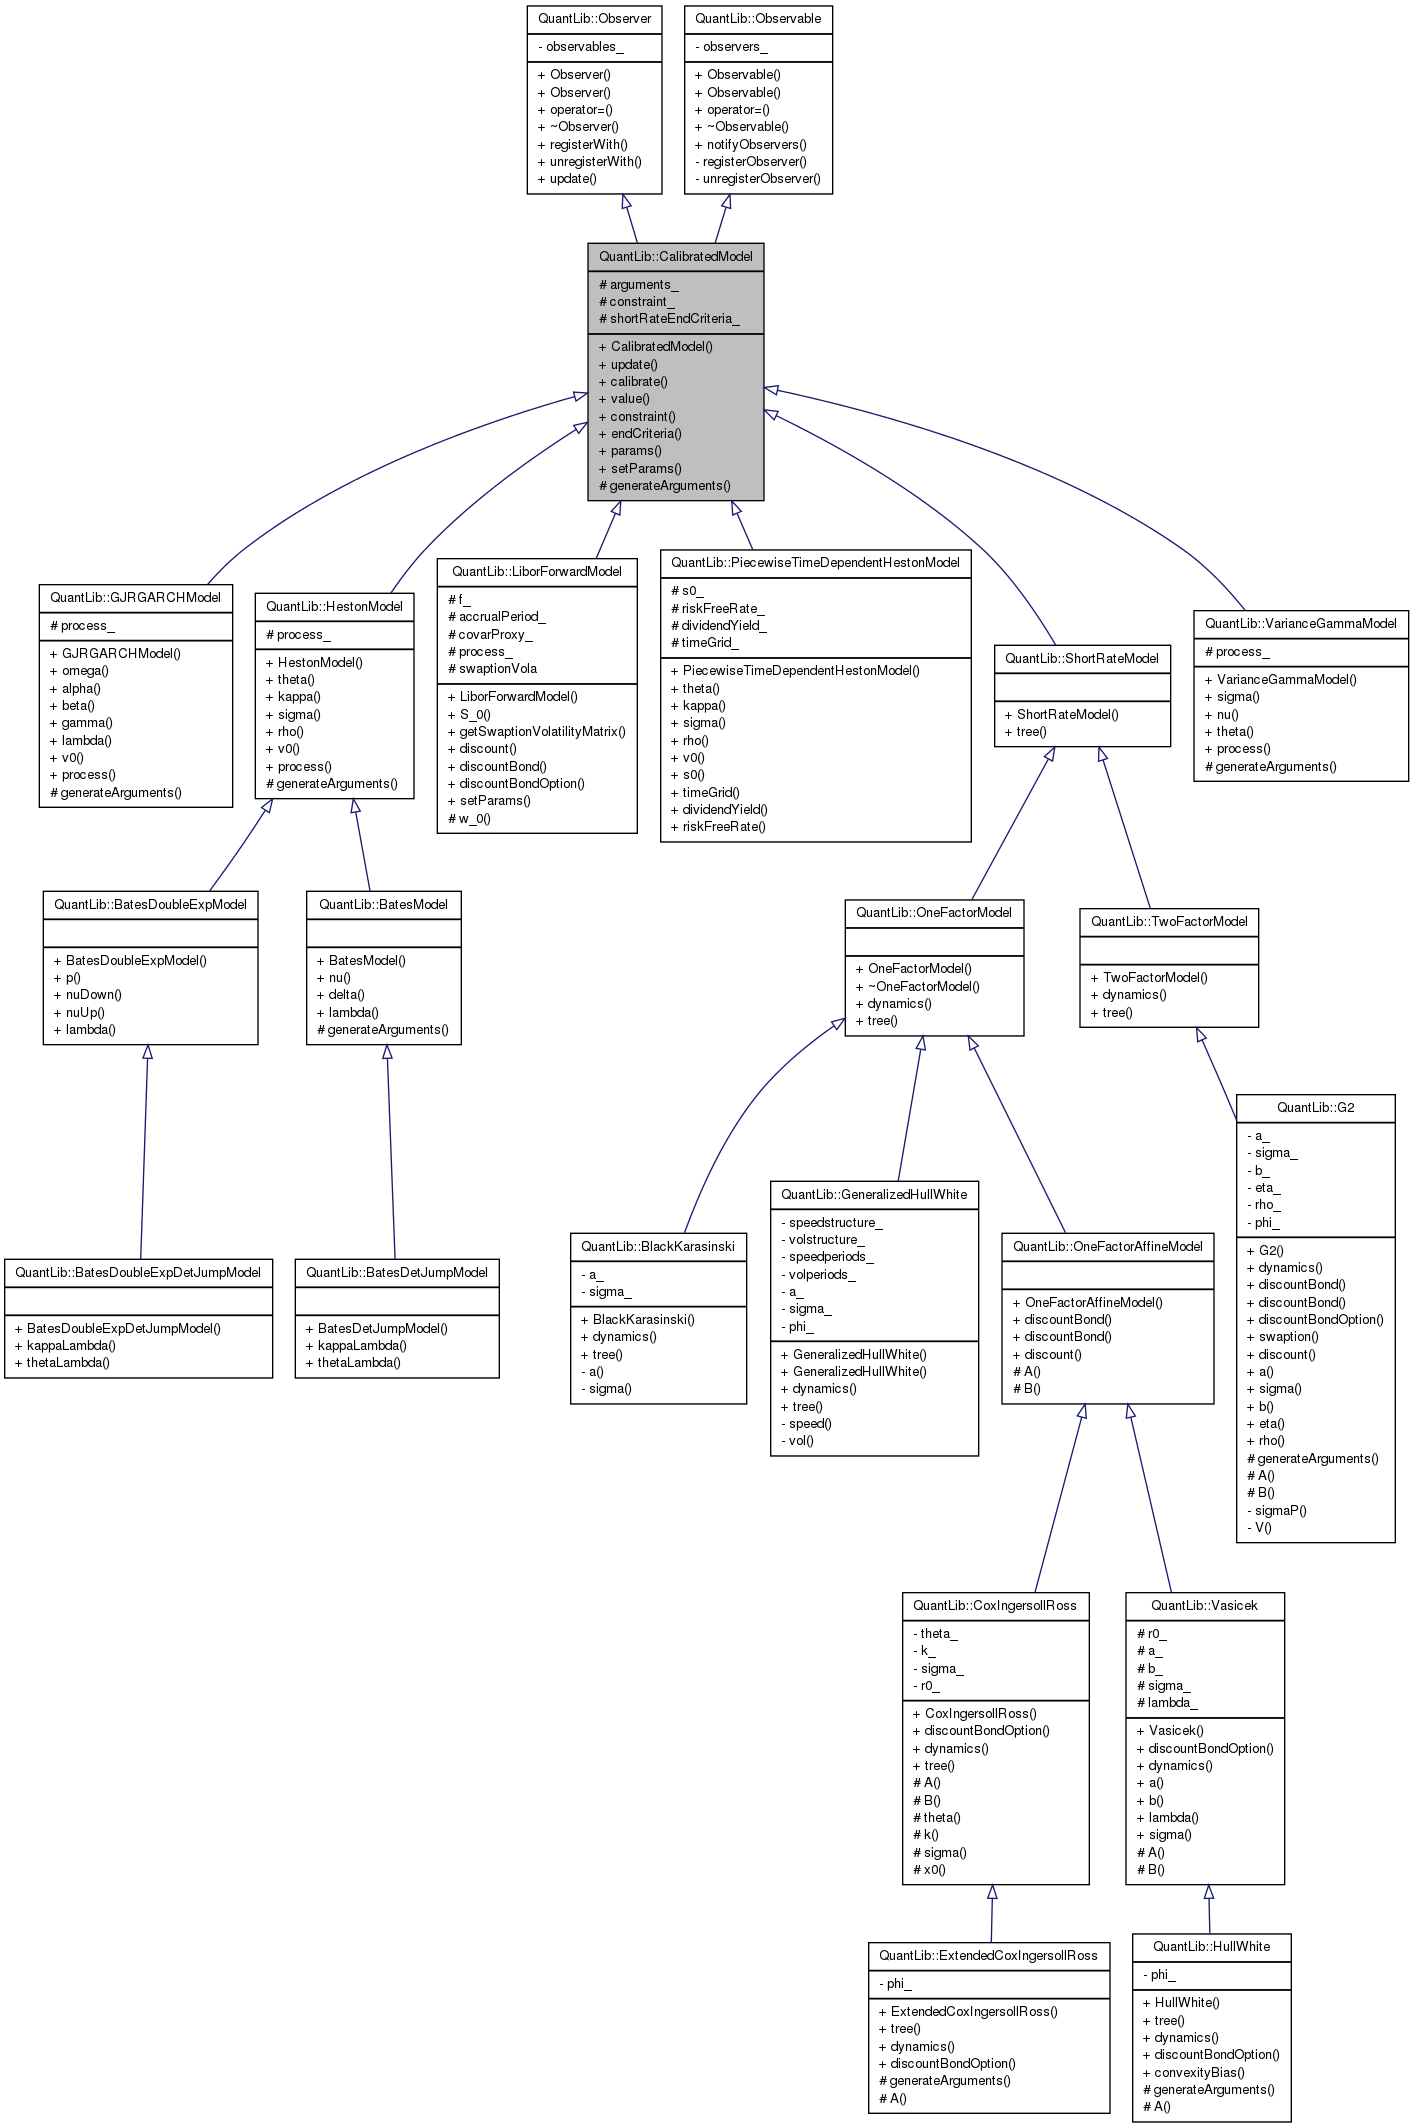 QuantLib::Observer
- observables_
+ Observer()
+ Observer()
+ operator=()
+ ~Observer()
+ registerWith()
+ unregisterWith()
+ update()
QuantLib::Observable
- observers_
+ Observable()
+ Observable()
+ operator=()
+ ~Observable()
+ notifyObservers()
- registerObserver()
- unregisterObserver()
QuantLib::CalibratedModel
# arguments_
# constraint_
# shortRateEndCriteria_
+ CalibratedModel()
+ update()
+ calibrate()
+ value()
+ constraint()
+ endCriteria()
+ params()
+ setParams()
# generateArguments()
QuantLib::GJRGARCHModel
# process_
+ GJRGARCHModel()
+ omega()
+ alpha()
+ beta()
+ gamma()
+ lambda()
+ v0()
+ process()
# generateArguments()
QuantLib::HestonModel
# process_
+ HestonModel()
+ theta()
+ kappa()
+ sigma()
+ rho()
+ v0()
+ process()
# generateArguments()
QuantLib::LiborForwardModel
# f_
# accrualPeriod_
# covarProxy_
# process_
# swaptionVola
+ LiborForwardModel()
+ S_0()
+ getSwaptionVolatilityMatrix()
+ discount()
+ discountBond()
+ discountBondOption()
+ setParams()
# w_0()
QuantLib::PiecewiseTimeDependentHestonModel
# s0_
# riskFreeRate_
# dividendYield_
# timeGrid_
+ PiecewiseTimeDependentHestonModel()
+ theta()
+ kappa()
+ sigma()
+ rho()
+ v0()
+ s0()
+ timeGrid()
+ dividendYield()
+ riskFreeRate()
QuantLib::ShortRateModel
+ ShortRateModel()
+ tree()
QuantLib::VarianceGammaModel
# process_
+ VarianceGammaModel()
+ sigma()
+ nu()
+ theta()
+ process()
# generateArguments()
QuantLib::BatesDoubleExpModel
+ BatesDoubleExpModel()
+ p()
+ nuDown()
+ nuUp()
+ lambda()
QuantLib::BatesModel
+ BatesModel()
+ nu()
+ delta()
+ lambda()
# generateArguments()
QuantLib::OneFactorModel
+ OneFactorModel()
+ ~OneFactorModel()
+ dynamics()
+ tree()
QuantLib::TwoFactorModel
+ TwoFactorModel()
+ dynamics()
+ tree()
QuantLib::BatesDoubleExpDetJumpModel
+ BatesDoubleExpDetJumpModel()
+ kappaLambda()
+ thetaLambda()
QuantLib::BatesDetJumpModel
+ BatesDetJumpModel()
+ kappaLambda()
+ thetaLambda()
QuantLib::BlackKarasinski
- a_
- sigma_
+ BlackKarasinski()
+ dynamics()
+ tree()
- a()
- sigma()
QuantLib::GeneralizedHullWhite
- speedstructure_
- volstructure_
- speedperiods_
- volperiods_
- a_
- sigma_
- phi_
+ GeneralizedHullWhite()
+ GeneralizedHullWhite()
+ dynamics()
+ tree()
- speed()
- vol()
QuantLib::OneFactorAffineModel
+ OneFactorAffineModel()
+ discountBond()
+ discountBond()
+ discount()
# A()
# B()
QuantLib::G2
- a_
- sigma_
- b_
- eta_
- rho_
- phi_
+ G2()
+ dynamics()
+ discountBond()
+ discountBond()
+ discountBondOption()
+ swaption()
+ discount()
+ a()
+ sigma()
+ b()
+ eta()
+ rho()
# generateArguments()
# A()
# B()
- sigmaP()
- V()
QuantLib::CoxIngersollRoss
- theta_
- k_
- sigma_
- r0_
+ CoxIngersollRoss()
+ discountBondOption()
+ dynamics()
+ tree()
# A()
# B()
# theta()
# k()
# sigma()
# x0()
QuantLib::Vasicek
# r0_
# a_
# b_
# sigma_
# lambda_
+ Vasicek()
+ discountBondOption()
+ dynamics()
+ a()
+ b()
+ lambda()
+ sigma()
# A()
# B()
QuantLib::ExtendedCoxIngersollRoss
- phi_
+ ExtendedCoxIngersollRoss()
+ tree()
+ dynamics()
+ discountBondOption()
# generateArguments()
# A()
QuantLib::HullWhite
- phi_
+ HullWhite()
+ tree()
+ dynamics()
+ discountBondOption()
+ convexityBias()
# generateArguments()
# A()